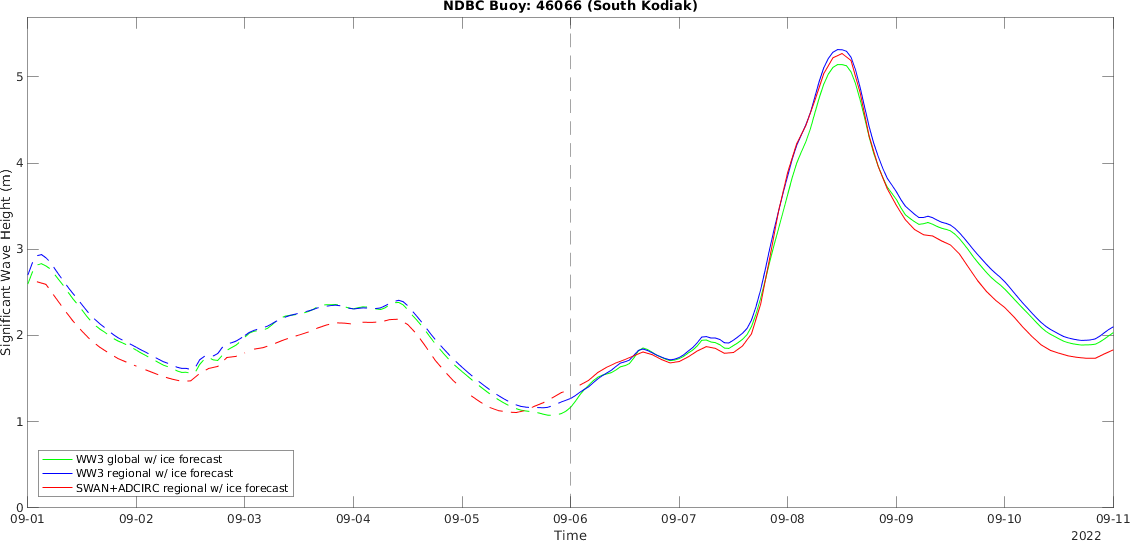 NDBC Buoy: 46066 (South Kodiak)
Significant Wave Height (m)
5
4
3
2
1
0
WW3 global w/ ice forecast
WW3 regional w/ ice forecast
SWAN+ADCIRC regional w/ ice forecast
09-01 09-02 09-03 09-04 09-05 09-06 09-07 09-08 09-09 09-10 09-11
Time
2022